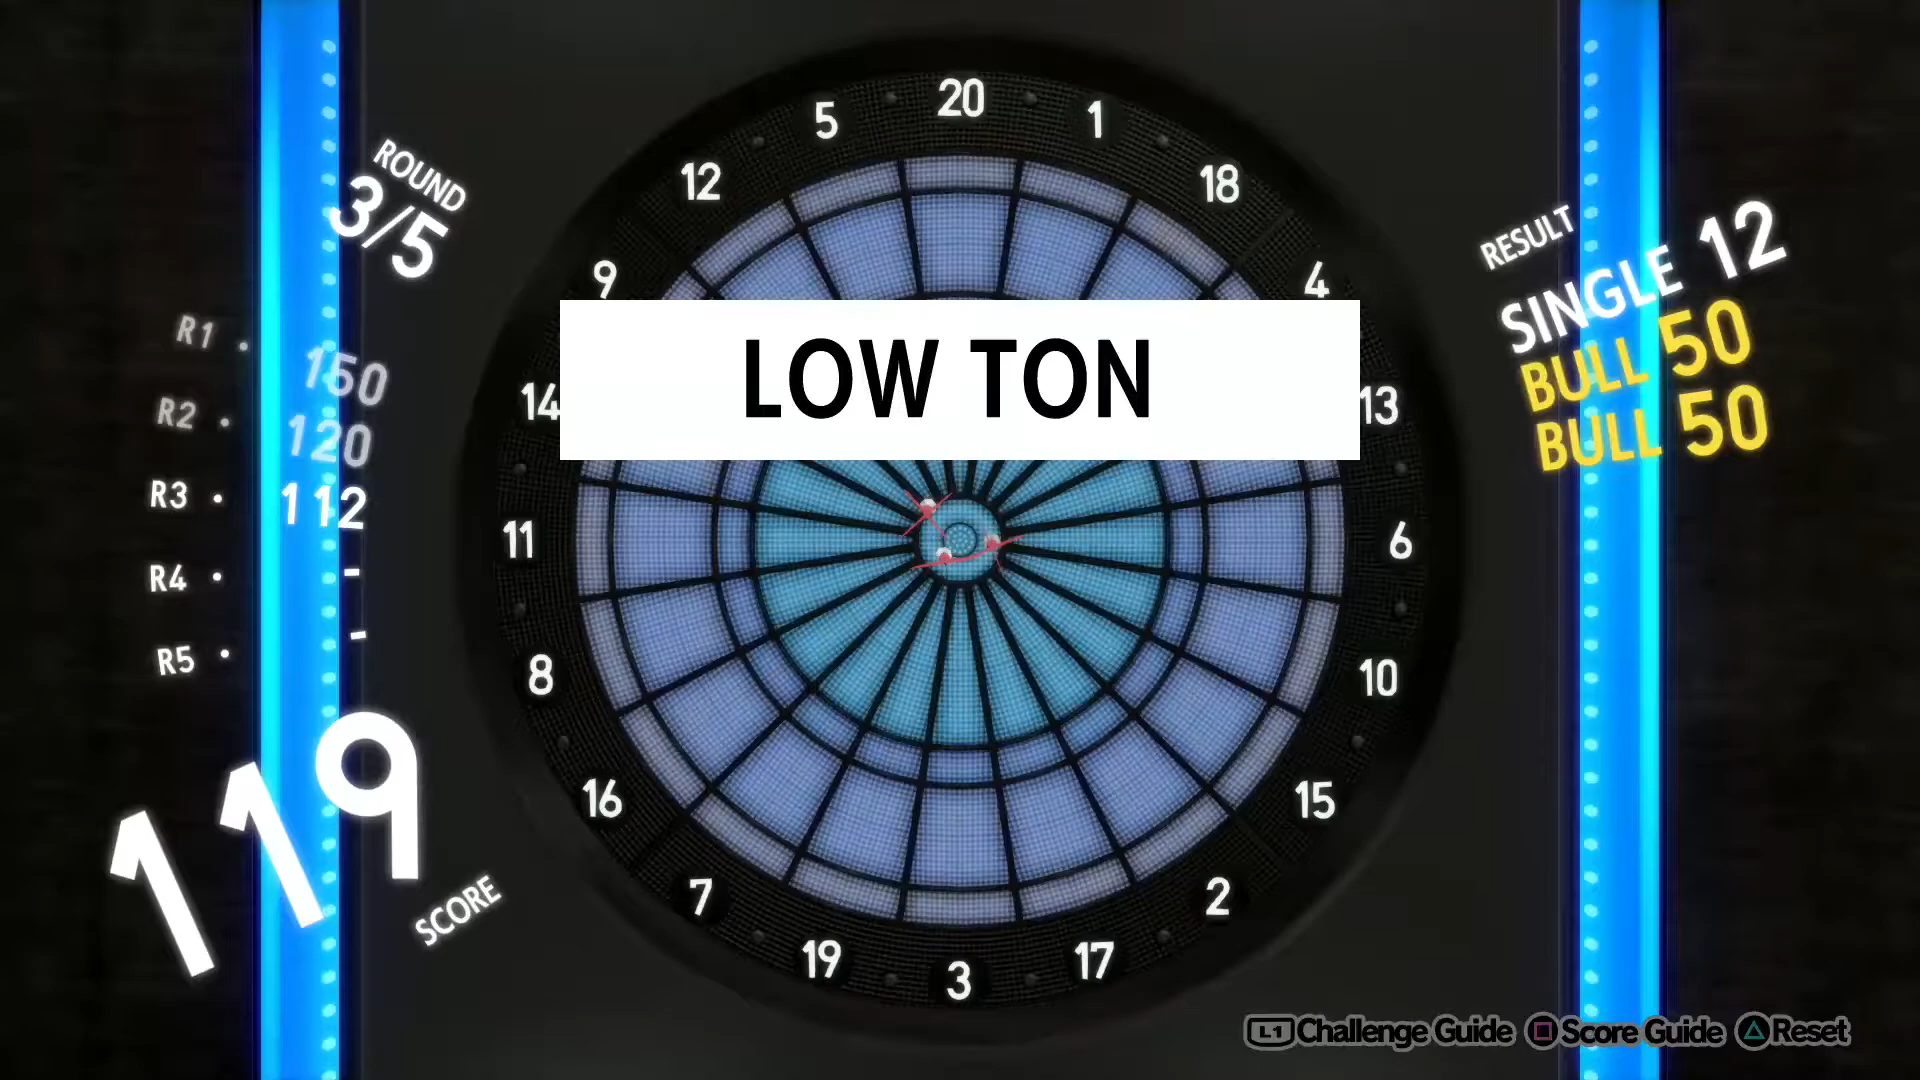 ROUND
3/5
R1 150
R2 120
R3 112
R4 -
R5 -
119
SCORE
20
1
18
4
13
6
10
15
2
17
3
19
7
16
8
11
14
9
12
5
LOW TON
RESULT
SINGLE 12
BULL 50
BULL 50
L1 Challenge Guide Score Guide Reset